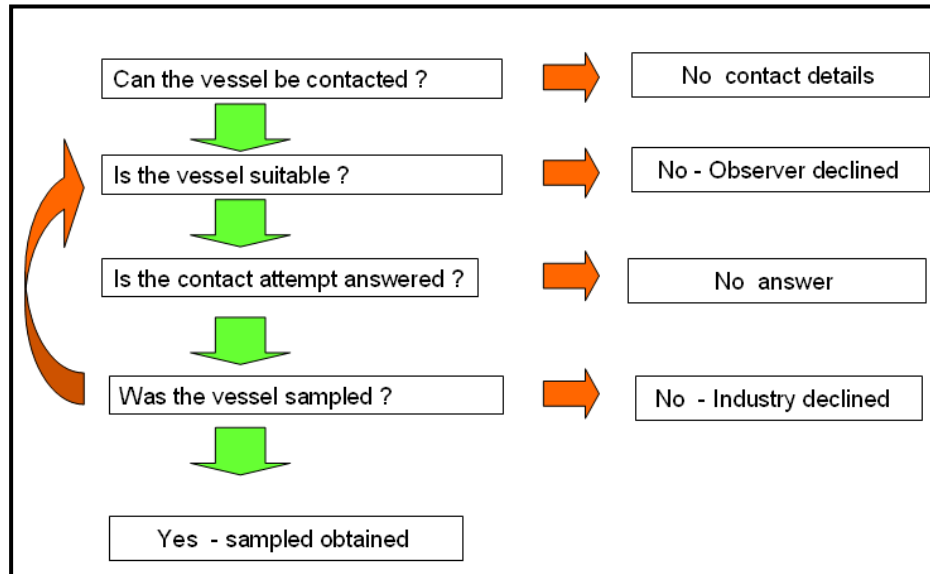 Can the vessel be contacted ?
No contact details
Is the vessel suitable ?
No - Observer declined
Is the contact attempt answered ?
No answer
Was the vessel sampled ?
No - Industry declined
Yes - sampled obtained